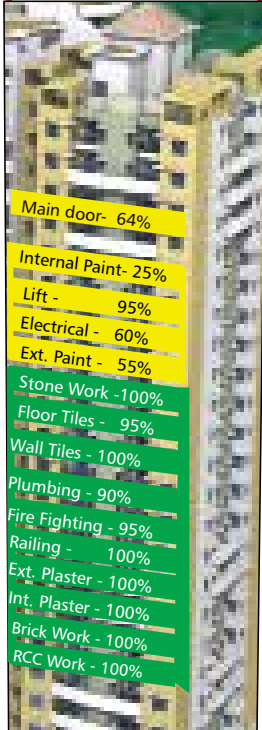 Main door- 64%
Internal Paint- 25%
Lift - 95%
Electrical - 60%
Ext. Paint - 55%
Stone Work -100%
Floor Tiles - 95%
Wall Tiles - 100%
Plumbing - 90%
Fire Fighting - 95%
Railing - 100%
Ext. Plaster - 100%
Int. Plaster - 100%
Brick Work - 100%
RCC Work - 100%